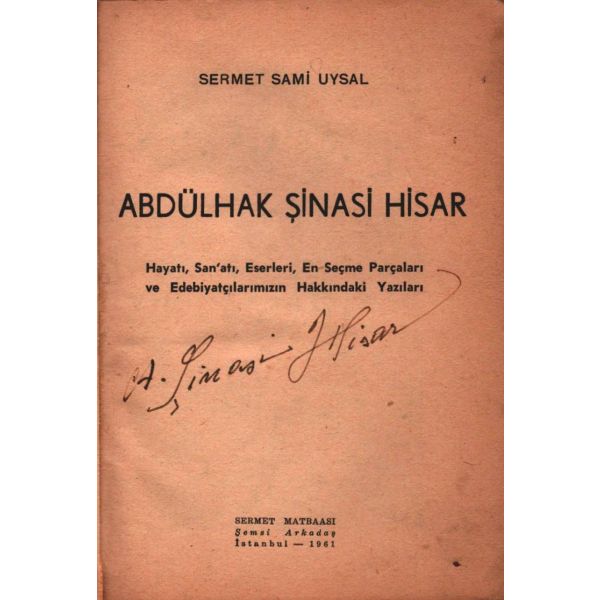 SERMET SAMİ UYSAL
ABDÜLHAK ŞİNASİ HİSAR
Hayatı, San'atı, Eserleri, En Seçme Parçaları
ve Edebiyatçılarımızın Hakkındaki Yazıları
A. Şinasi Hisar
SERMET MATBAASI
Şemsi Arkadaş
İstanbul — 1961